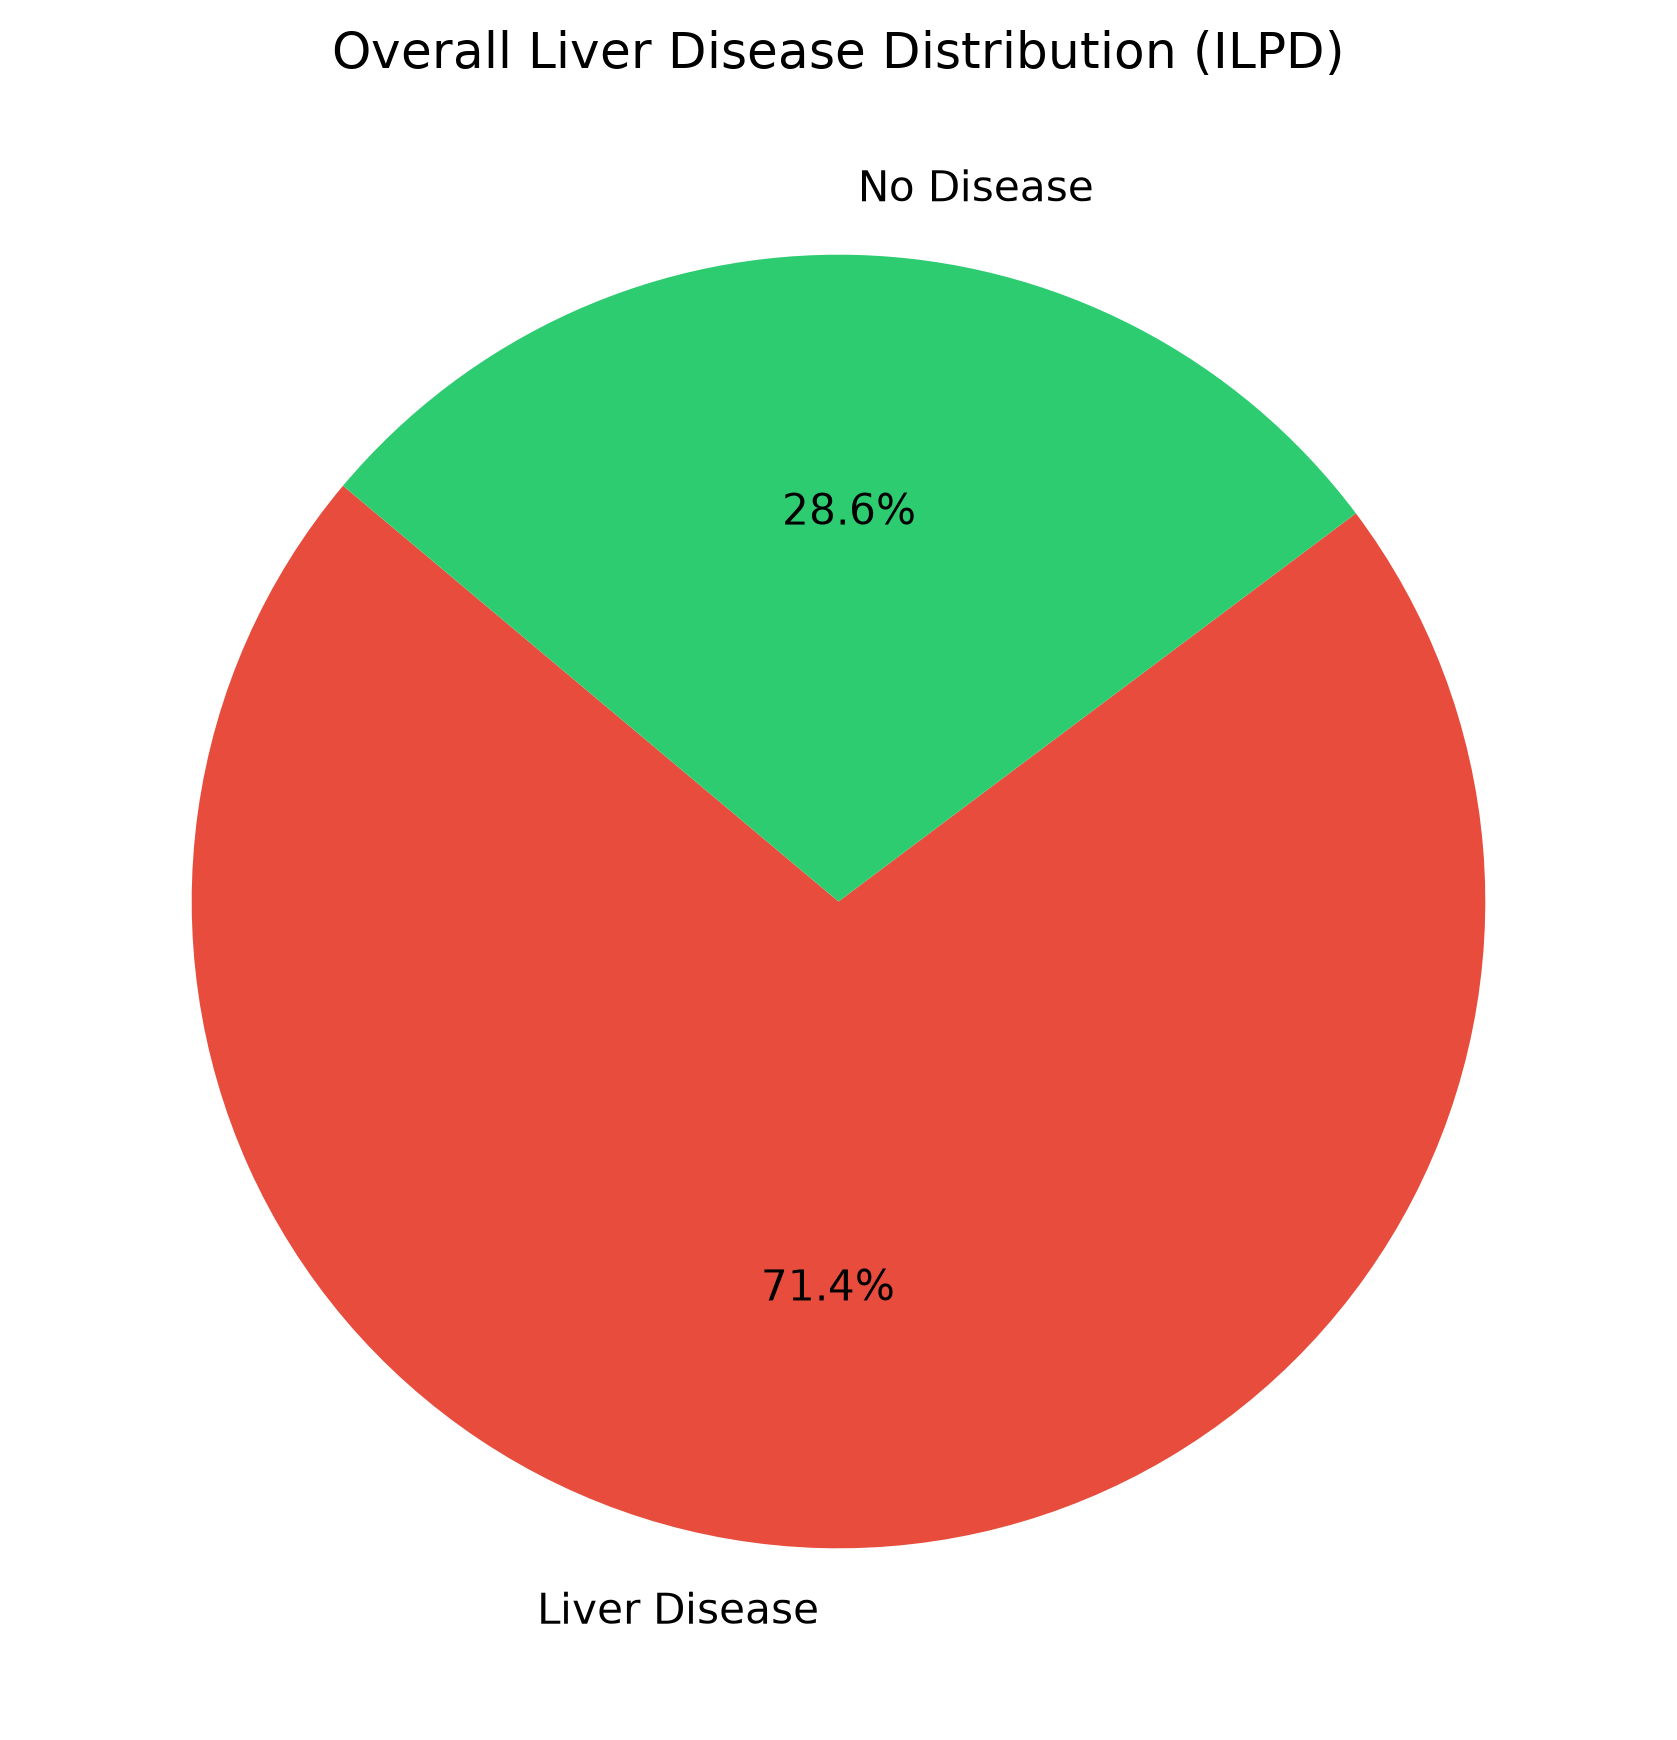 Overall Liver Disease Distribution (ILPD)
No Disease
28.6%
71.4%
Liver Disease